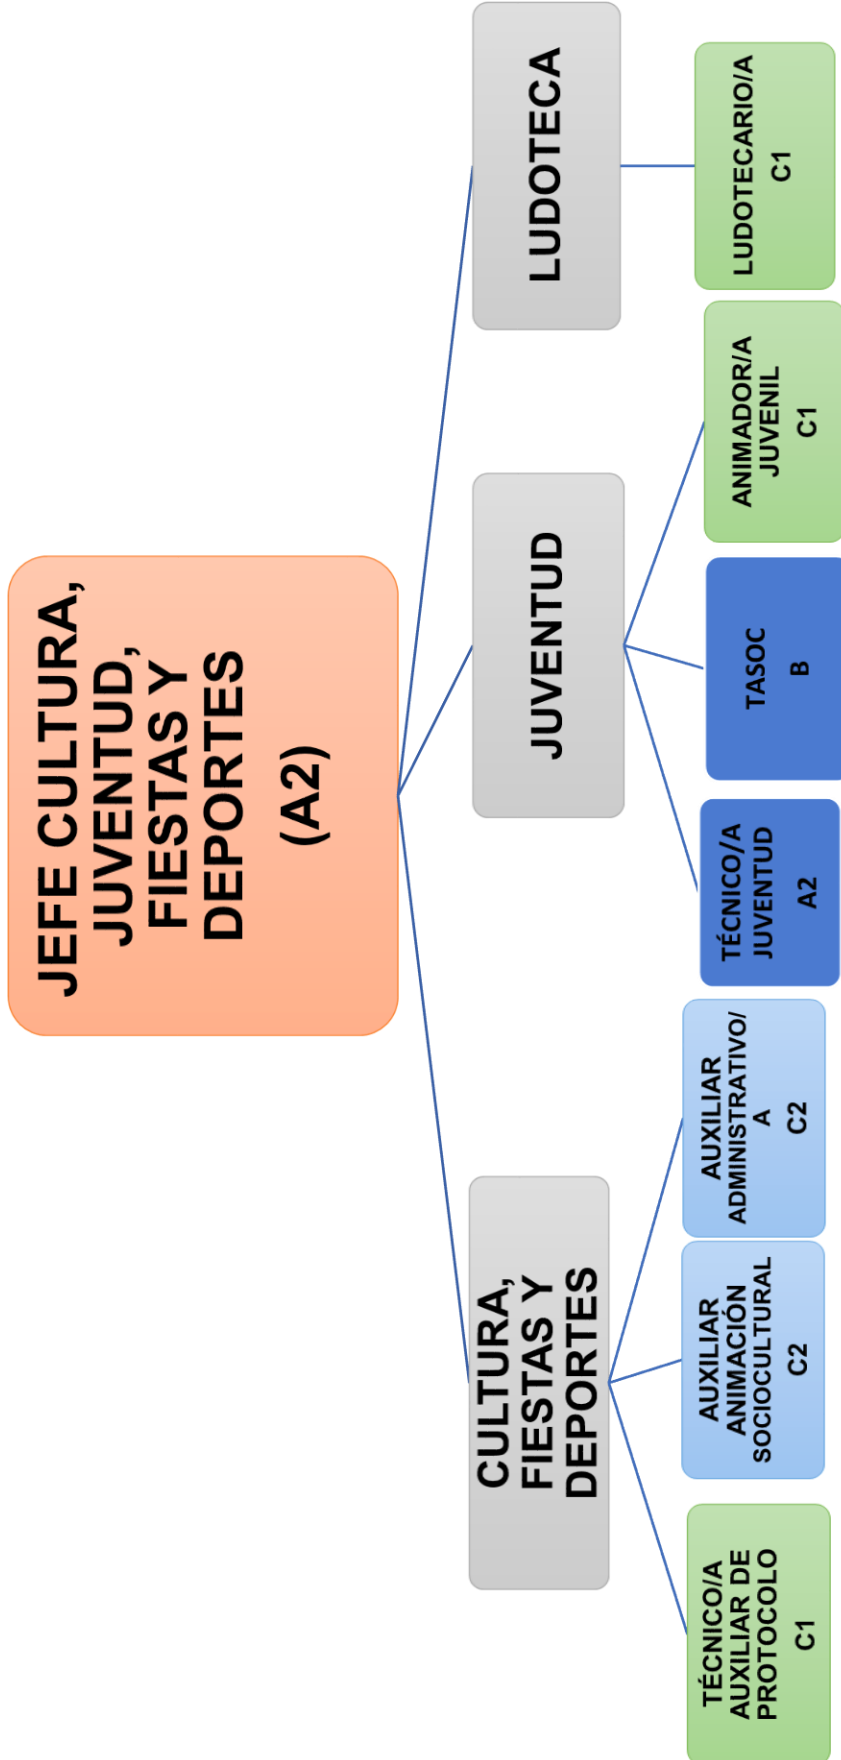 JEFE CULTURA,
JUVENTUD,
FIESTAS Y
DEPORTES
(A2)
CULTURA,
FIESTAS Y
DEPORTES
JUVENTUD
LUDOTECA
TÉCNICO/A
AUXILIAR DE
PROTOCOLO
C1
AUXILIAR
ANIMACIÓN
SOCIOCULTURAL
C2
AUXILIAR
ADMINISTRATIVO/
A
C2
TÉCNICO/A
JUVENTUD
A2
TASOC
B
ANIMADOR/A
JUVENIL
C1
LUDOTECARIO/A
C1